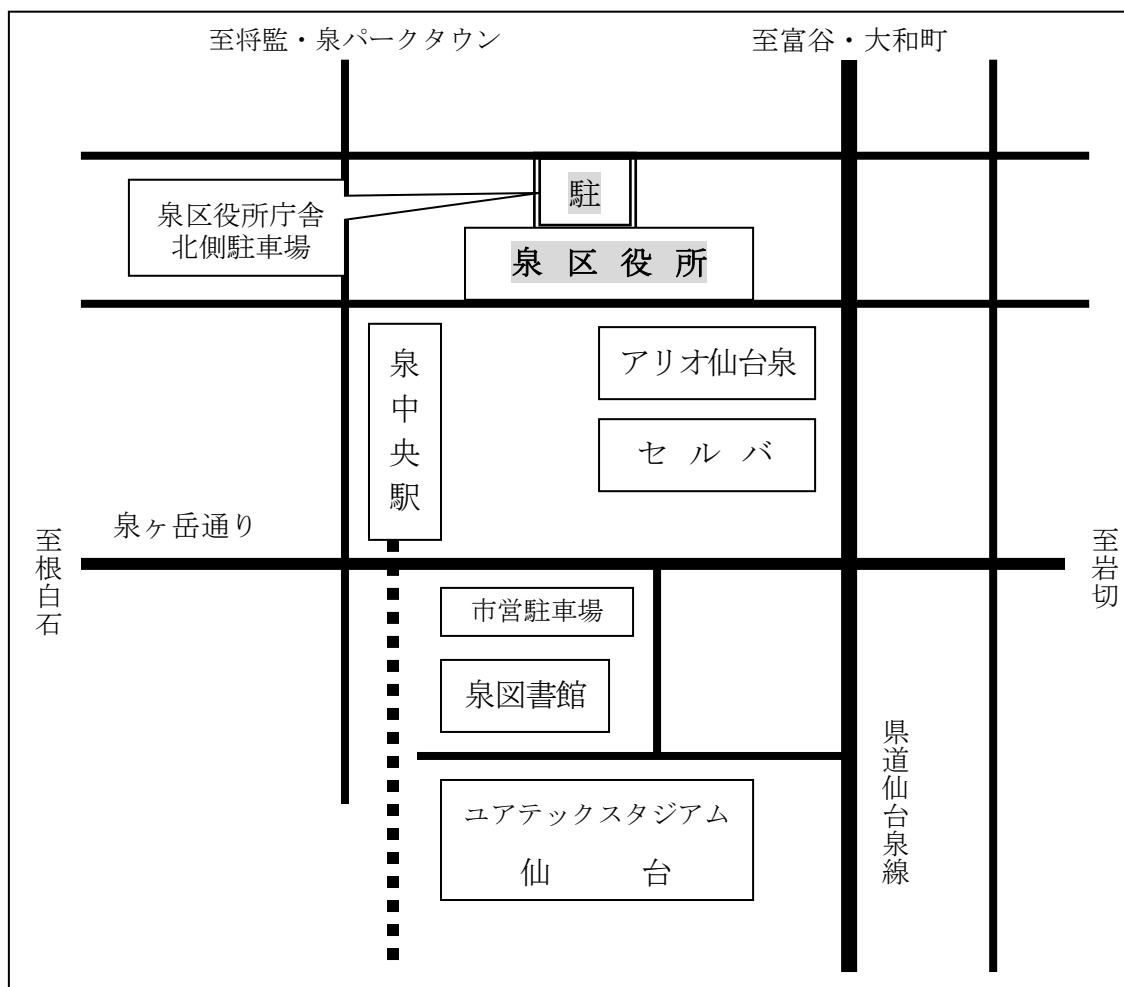 至将監・泉パークタウン
至富谷・大和町
駐
泉区役所庁舎
北側駐車場
泉 区 役 所
泉中央駅
アリオ仙台泉
セ ル バ
泉ヶ岳通り
至根白石
至岩切
市営駐車場
泉図書館
県道仙台泉線
ユアテックスタジアム
仙 台